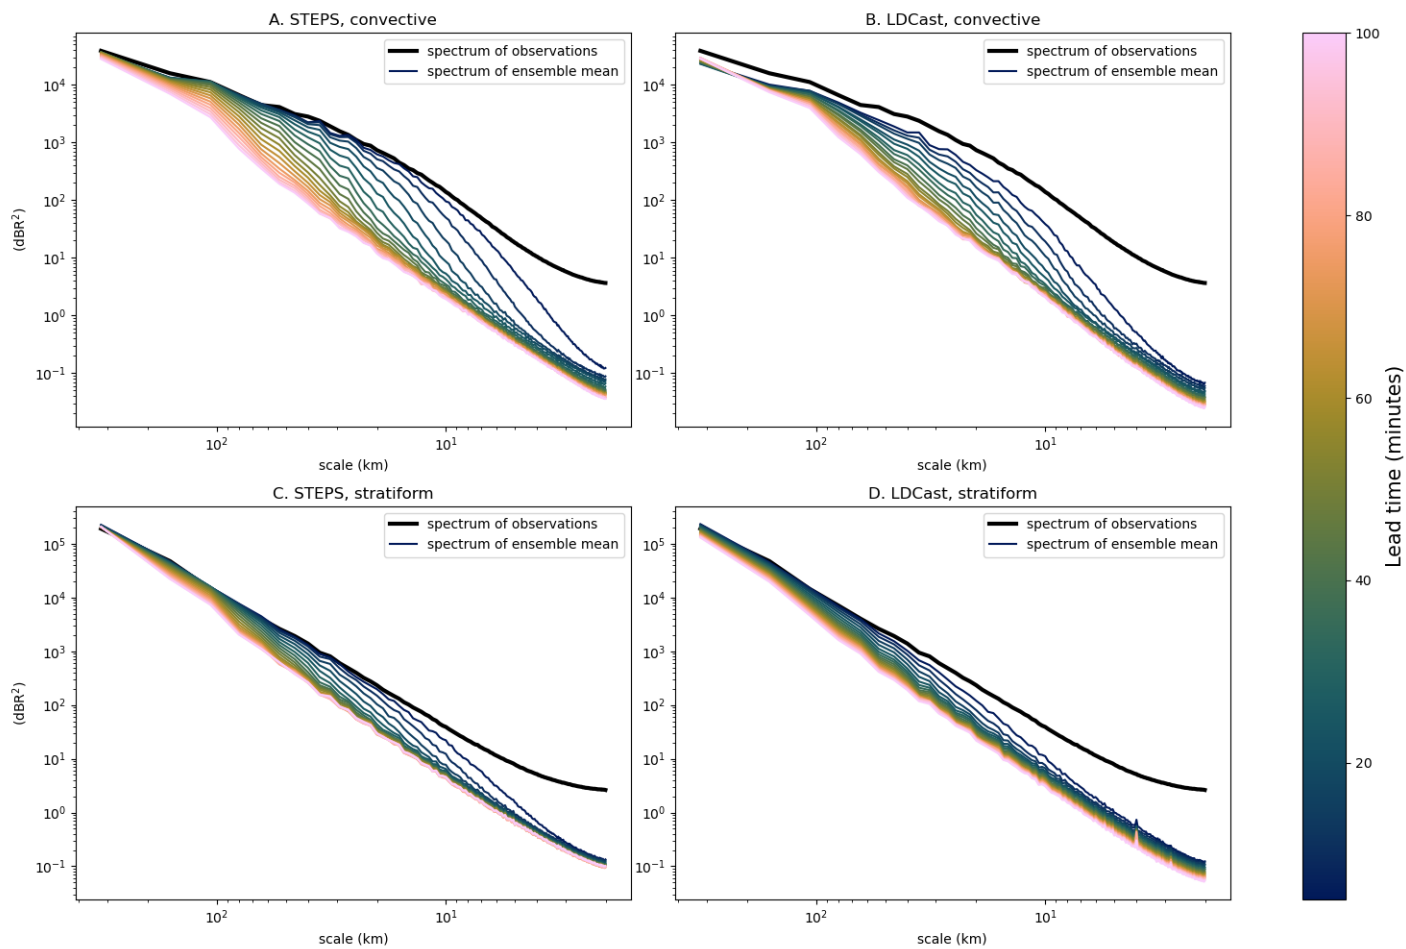 A. STEPS, convective
B. LDCast, convective
spectrum of observations
spectrum of ensemble mean
spectrum of observations
spectrum of ensemble mean
(dBR²)
10⁴
10³
10²
10¹
10⁰
10⁻¹
10⁴
10³
10²
10¹
10⁰
10⁻¹
10²
10¹
10²
10¹
scale (km)
scale (km)
C. STEPS, stratiform
D. LDCast, stratiform
spectrum of observations
spectrum of ensemble mean
spectrum of observations
spectrum of ensemble mean
(dBR²)
10⁵
10⁴
10³
10²
10¹
10⁰
10⁻¹
10⁵
10⁴
10³
10²
10¹
10⁰
10⁻¹
10²
10¹
10²
10¹
scale (km)
scale (km)
100
80
60
40
20
Lead time (minutes)